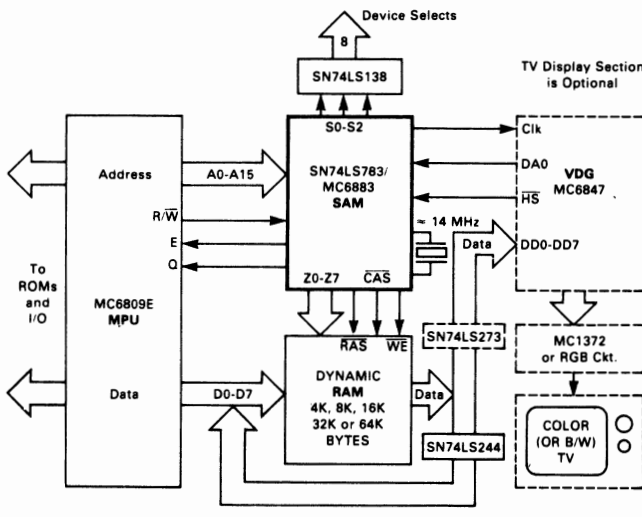 Device Selects
8
SN74LS138
TV Display Section
is Optional
S0-S2
Clk
Address
A0-A15
SN74LS783/
MC6883
SAM
DA0
VDG
MC6847
HS
R/W
≈ 14 MHz
E
Data
DD0-DD7
Q
To
ROMs
and
I/O
Z0-Z7
CAS
MC6809E
MPU
RAS
WE
SN74LS273
MC1372
or RGB Ckt.
DYNAMIC
RAM
4K, 8K, 16K
32K or 64K
BYTES
Data
D0-D7
Data
COLOR
(OR B/W)
TV
SN74LS244